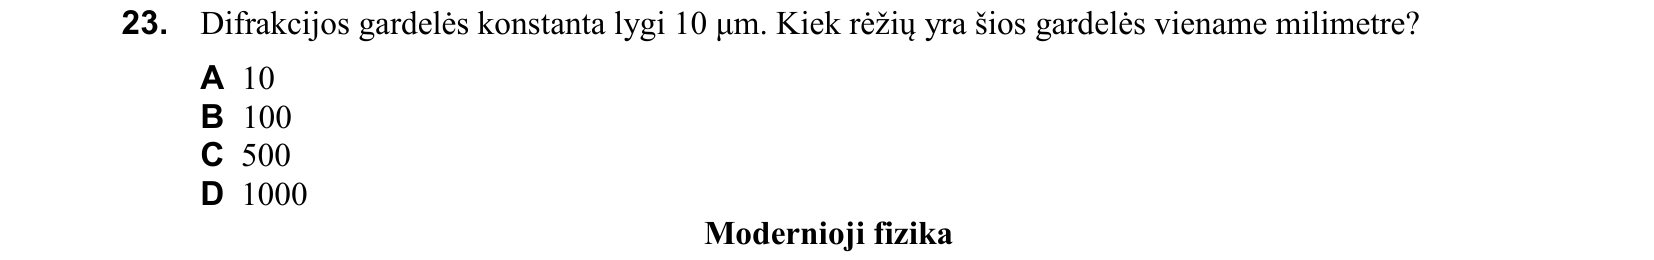 23. Difrakcijos gardelės konstanta lygi 10 μm. Kiek rėžių yra šios gardelės viename milimetre?
A 10
B 100
C 500
D 1000
Modernioji fizika